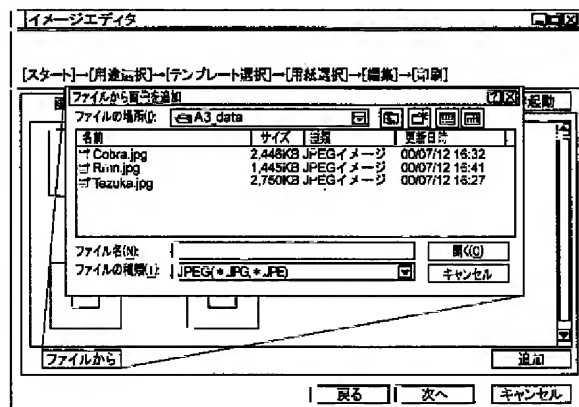 イメージエディタ
[スタート]→[用途選択]→[テンプレート選択]→[用紙選択]→[編集]→[印刷]
ファイルから画像を追加
起動
ファイルの場所(I): A3_data
名前 サイズ 種類 更新日時
Cobra.jpg 2,446KB JPEGイメージ 00/07/12 16:32
Rinn.jpg 1,445KB JPEGイメージ 00/07/12 16:41
Tezuka.jpg 2,750KB JPEGイメージ 00/07/12 16:27
ファイル名(N): 開く(O)
ファイルの種類(T): JPEG(*.JPG,*.JPE) キャンセル
ファイルから 追加
戻る 次へ キャンセル